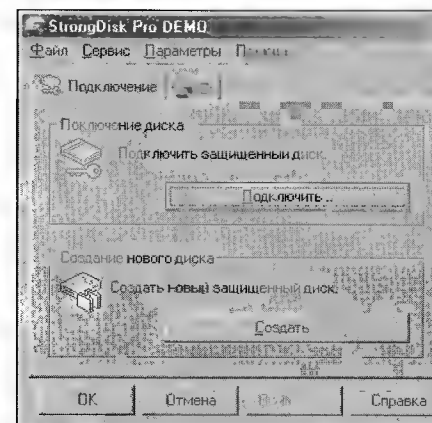 StrongDisk Pro DEMO
Файл Сервис Параметры
Подключение
Поключение диска
Подключить защищенный диск.
Подключить...
Создание нового диска
Создать новый защищенный диск.
Создать
OK Отмена Справка